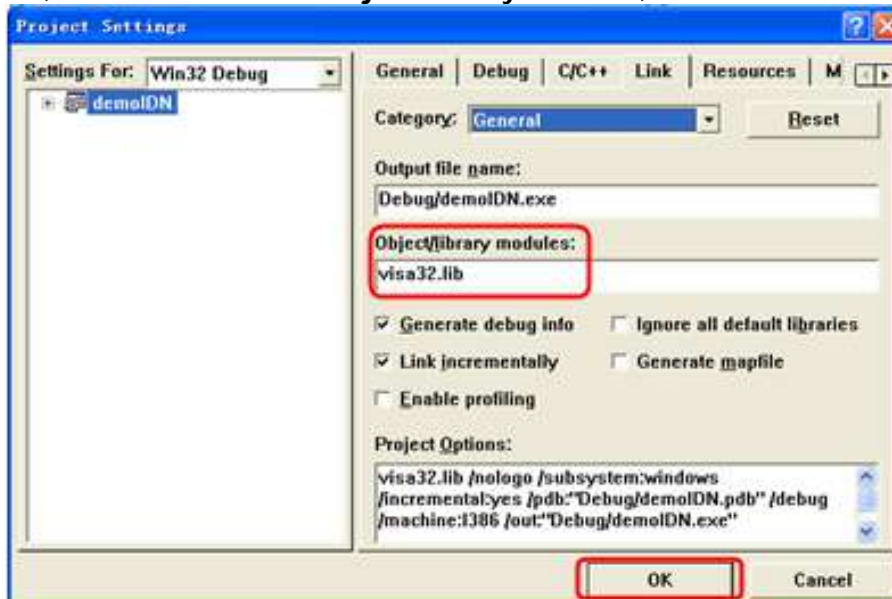 Project Settings
Settings For: Win32 Debug
demoIDN
General Debug C/C++ Link Resources M
Category: General Reset
Output file name:
Debug/demoIDN.exe
Object/library modules:
visa32.lib
Generate debug info Ignore all default libraries
Link incrementally Generate mapfile
Enable profiling
Project Options:
visa32.lib /nologo /subsystem:windows
/incremental:yes /pdb:"Debug/demoIDN.pdb" /debug
/machine:I386 /out:"Debug/demoIDN.exe"
OK Cancel